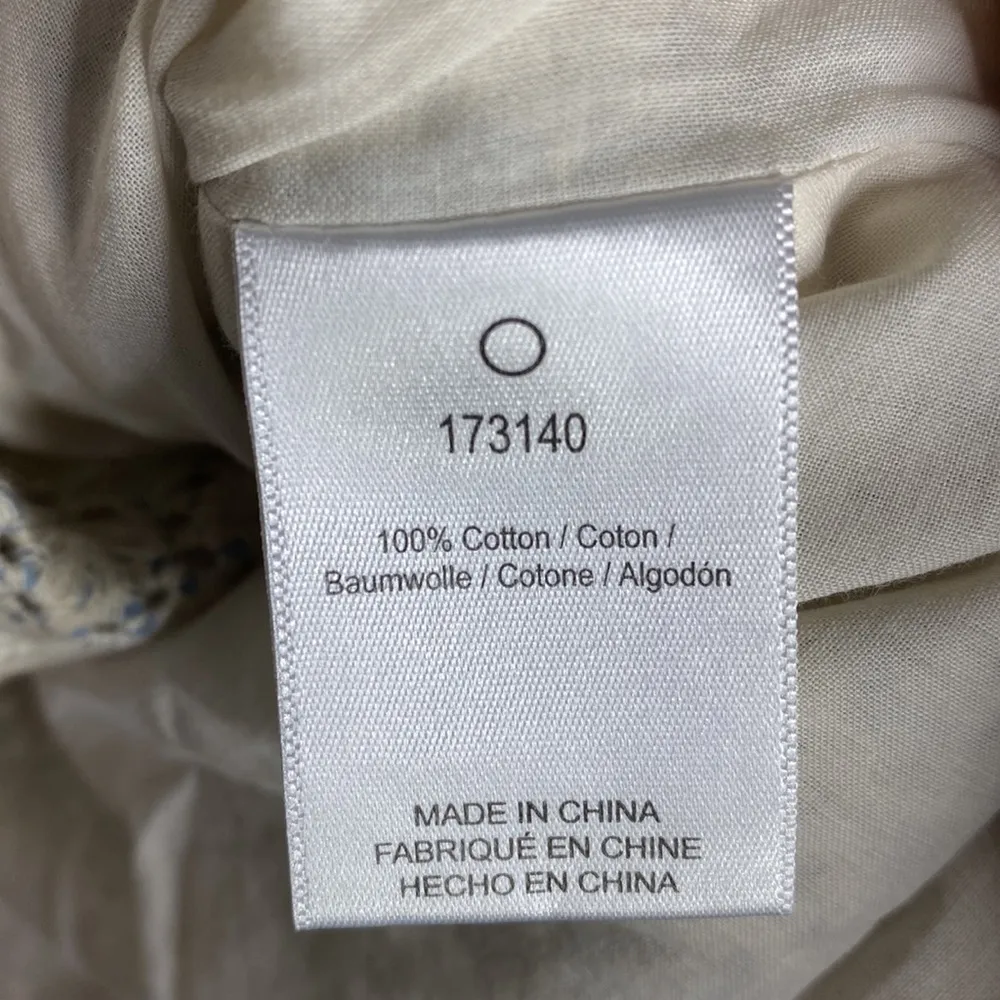 173140
100% Cotton / Coton /
Baumwolle / Cotone / Algodón
MADE IN CHINA
FABRIQUÉ EN CHINE
HECHO EN CHINA